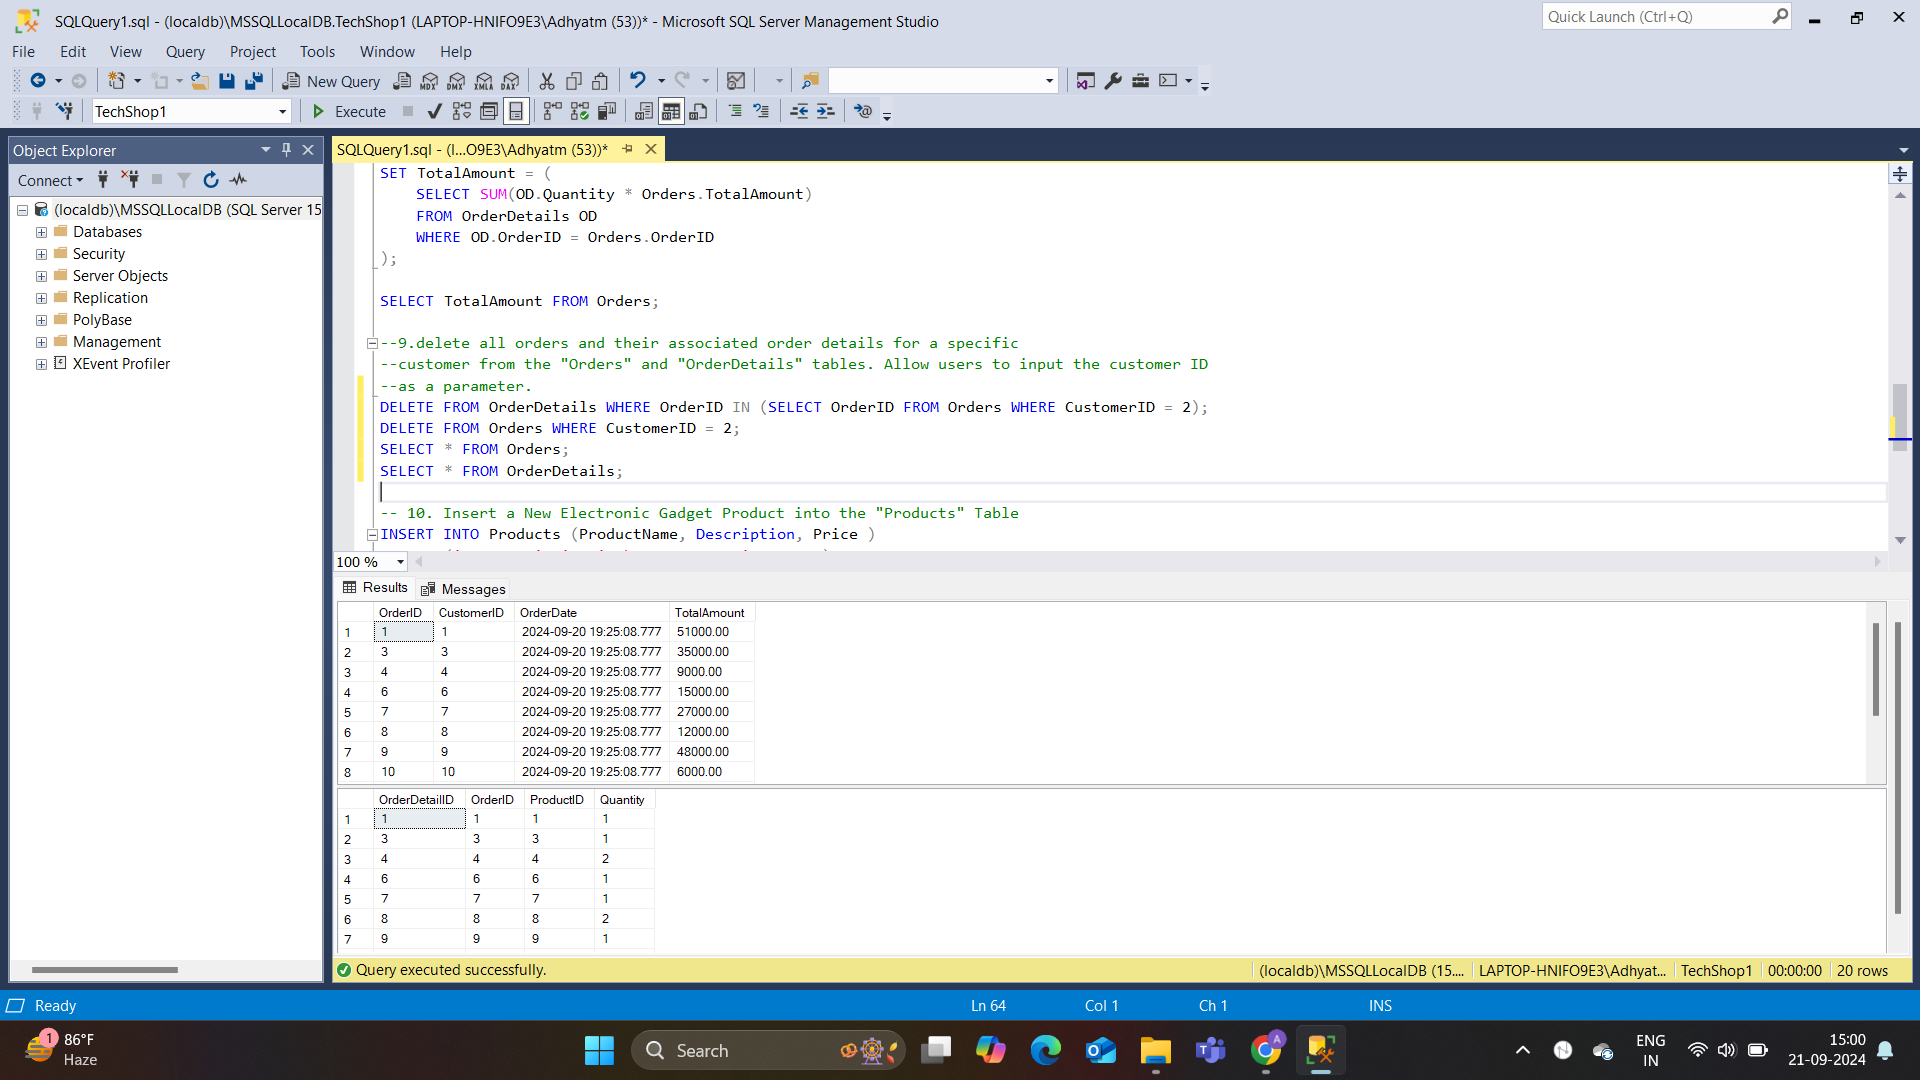 SQLQuery1.sql - (localdb)\MSSQLLocalDB.TechShop1 (LAPTOP-HNIFO9E3\Adhyatm (53))* - Microsoft SQL Server Management Studio
Quick Launch (Ctrl+Q)
File Edit View Query Project Tools Window Help
New Query
MDX DMX XMLA DAX
TechShop1
Execute
Object Explorer
SQLQuery1.sql - (l...O9E3\Adhyatm (53))*
Connect
(localdb)\MSSQLLocalDB (SQL Server 15
Databases
Security
Server Objects
Replication
PolyBase
Management
XEvent Profiler
SET TotalAmount = (
SELECT SUM(OD.Quantity * Orders.TotalAmount)
FROM OrderDetails OD
WHERE OD.OrderID = Orders.OrderID
);
SELECT TotalAmount FROM Orders;
--9.delete all orders and their associated order details for a specific
--customer from the "Orders" and "OrderDetails" tables. Allow users to input the customer ID
--as a parameter.
DELETE FROM OrderDetails WHERE OrderID IN (SELECT OrderID FROM Orders WHERE CustomerID = 2);
DELETE FROM Orders WHERE CustomerID = 2;
SELECT * FROM Orders;
SELECT * FROM OrderDetails;
-- 10. Insert a New Electronic Gadget Product into the "Products" Table
INSERT INTO Products (ProductName, Description, Price )
100 %
Results Messages
OrderID CustomerID OrderDate TotalAmount
1 1 1 2024-09-20 19:25:08.777 51000.00
2 3 3 2024-09-20 19:25:08.777 35000.00
3 4 4 2024-09-20 19:25:08.777 9000.00
4 6 6 2024-09-20 19:25:08.777 15000.00
5 7 7 2024-09-20 19:25:08.777 27000.00
6 8 8 2024-09-20 19:25:08.777 12000.00
7 9 9 2024-09-20 19:25:08.777 48000.00
8 10 10 2024-09-20 19:25:08.777 6000.00
OrderDetailID OrderID ProductID Quantity
1 1 1 1 1
2 3 3 3 1
3 4 4 4 2
4 6 6 6 1
5 7 7 7 1
6 8 8 8 2
7 9 9 9 1
Query executed successfully.
(localdb)\MSSQLLocalDB (15.... LAPTOP-HNIFO9E3\Adhyat... TechShop1 00:00:00 20 rows
Ready Ln 64 Col 1 Ch 1 INS
1
86°F
Haze
Search
A
ENG
IN
15:00
21-09-2024